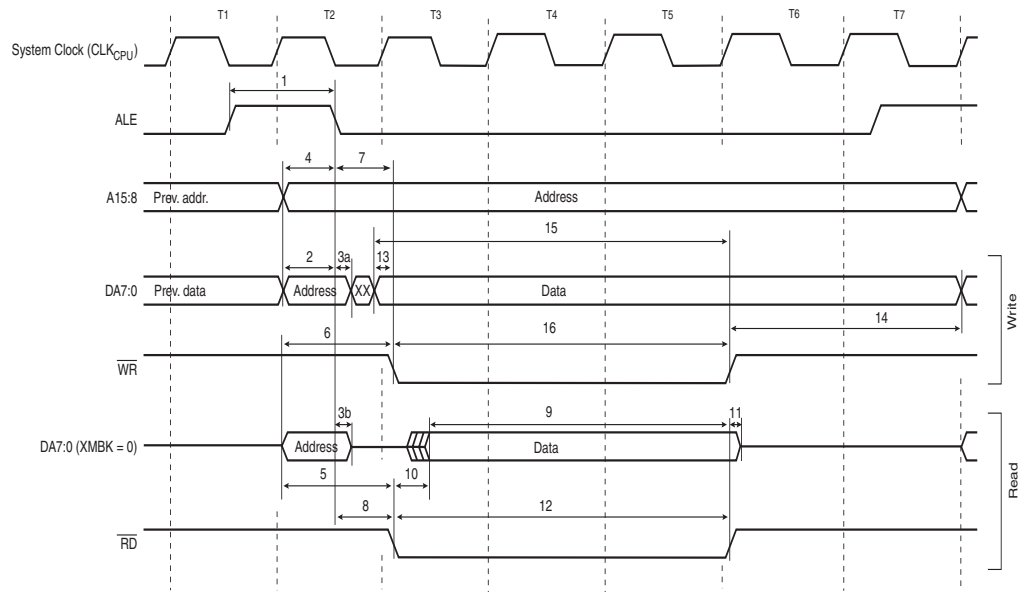 T1 T2 T3 T4 T5 T6 T7
System Clock (CLKCPU)
1
ALE
4 7
A15:8 Prev. addr. Address
15
2 3a 13
DA7:0 Prev. data Address XX Data
14
6 16
WR
Write
3b 9 11
DA7:0 (XMBK = 0) Address Data
5 10
8 12
RD
Read